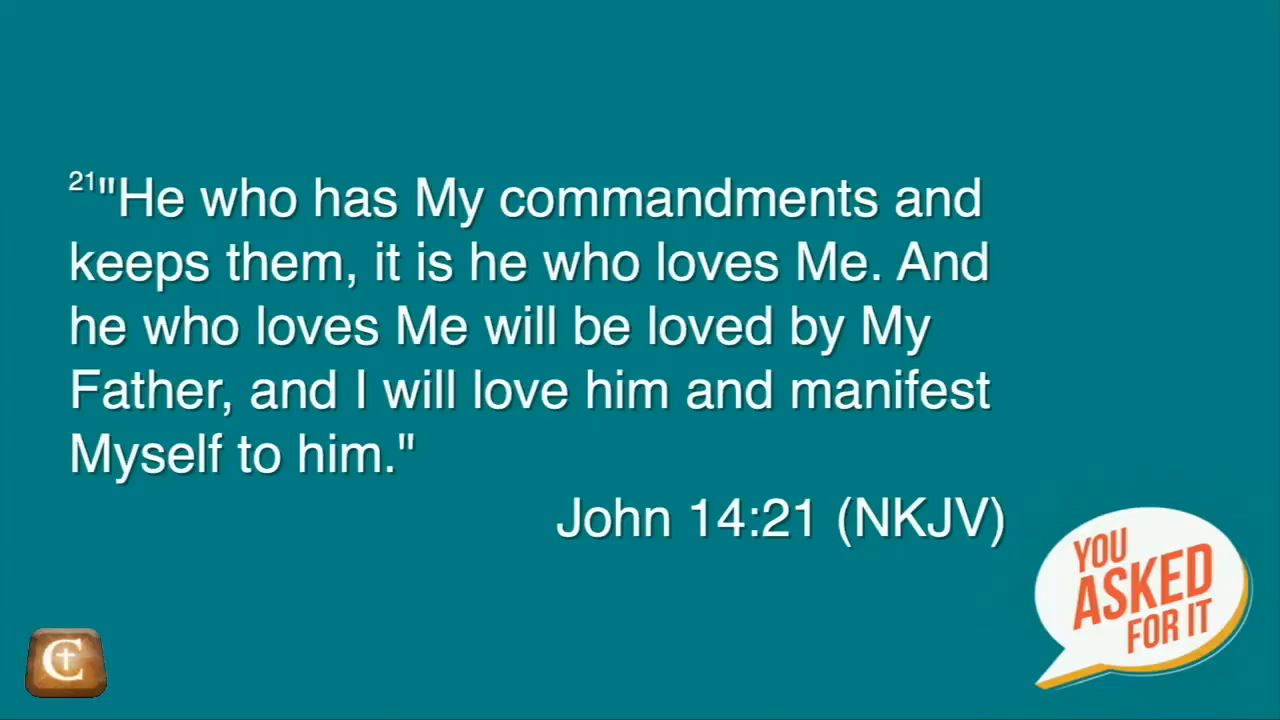 21"He who has My commandments and
keeps them, it is he who loves Me. And
he who loves Me will be loved by My
Father, and I will love him and manifest
Myself to him."
John 14:21 (NKJV)
YOU
ASKED
FOR IT
C